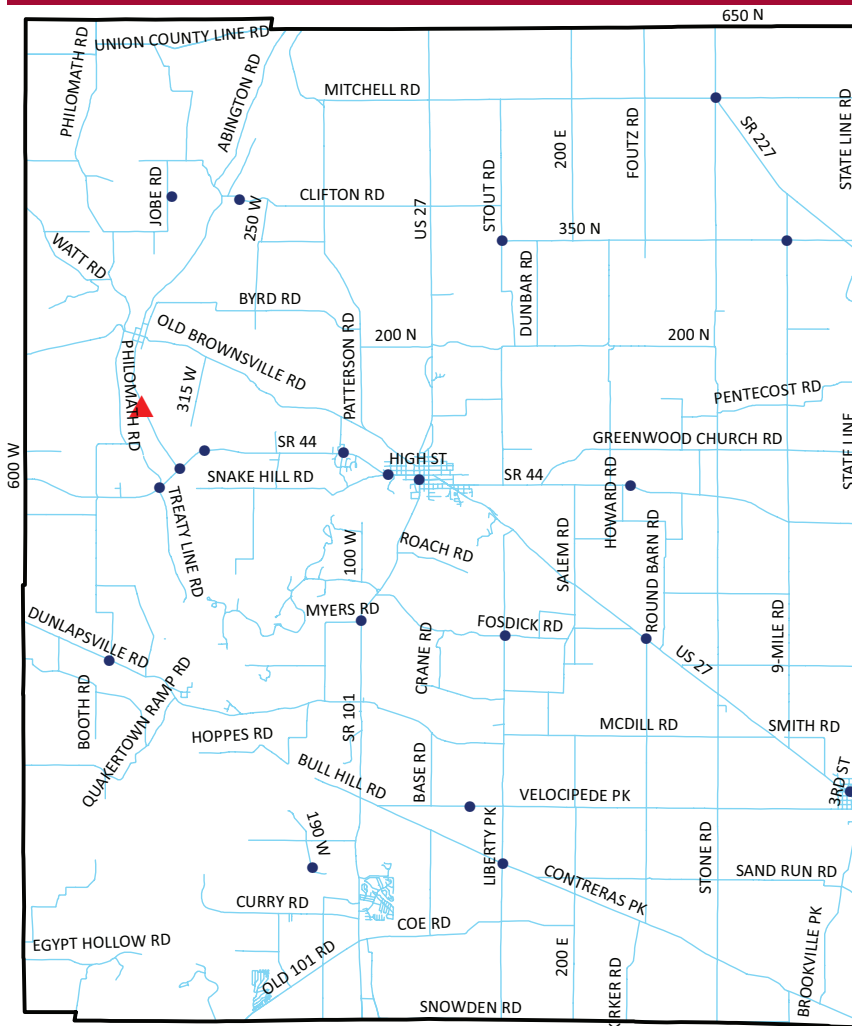 650 N
UNION COUNTY LINE RD
PHILOMATH RD
ABINGTON RD
MITCHELL RD
SR 227
STATE LINE RD
FOUTZ RD
200 E
STOUT RD
JOBE RD
CLIFTON RD
250 W
US 27
350 N
WATT RD
DUNBAR RD
BYRD RD
OLD BROWNSVILLE RD
PATTERSON RD
200 N
200 N
PHILOMATH RD
315 W
PENTECOST RD
SR 44
GREENWOOD CHURCH RD
600 W
HIGH ST
STATE LINE
SNAKE HILL RD
SR 44
HOWARD RD
TREATY LINE RD
100 W
ROACH RD
SALEM RD
ROUND BARN RD
MYERS RD
FOSDICK RD
DUNLAPSVILLE RD
CRANE RD
9-MILE RD
US 27
BOOTH RD
QUAKERTOWN RAMP RD
SR 101
HOPPES RD
MCDILL RD
SMITH RD
BULL HILL RD
BASE RD
3RD ST
VELOCIPEDE PK
190 W
LIBERTY PK
STONE RD
SAND RUN RD
CONTRERAS PK
CURRY RD
COE RD
EGYPT HOLLOW RD
OLD 101 RD
200 E
BROOKVILLE PK
SNOWDEN RD